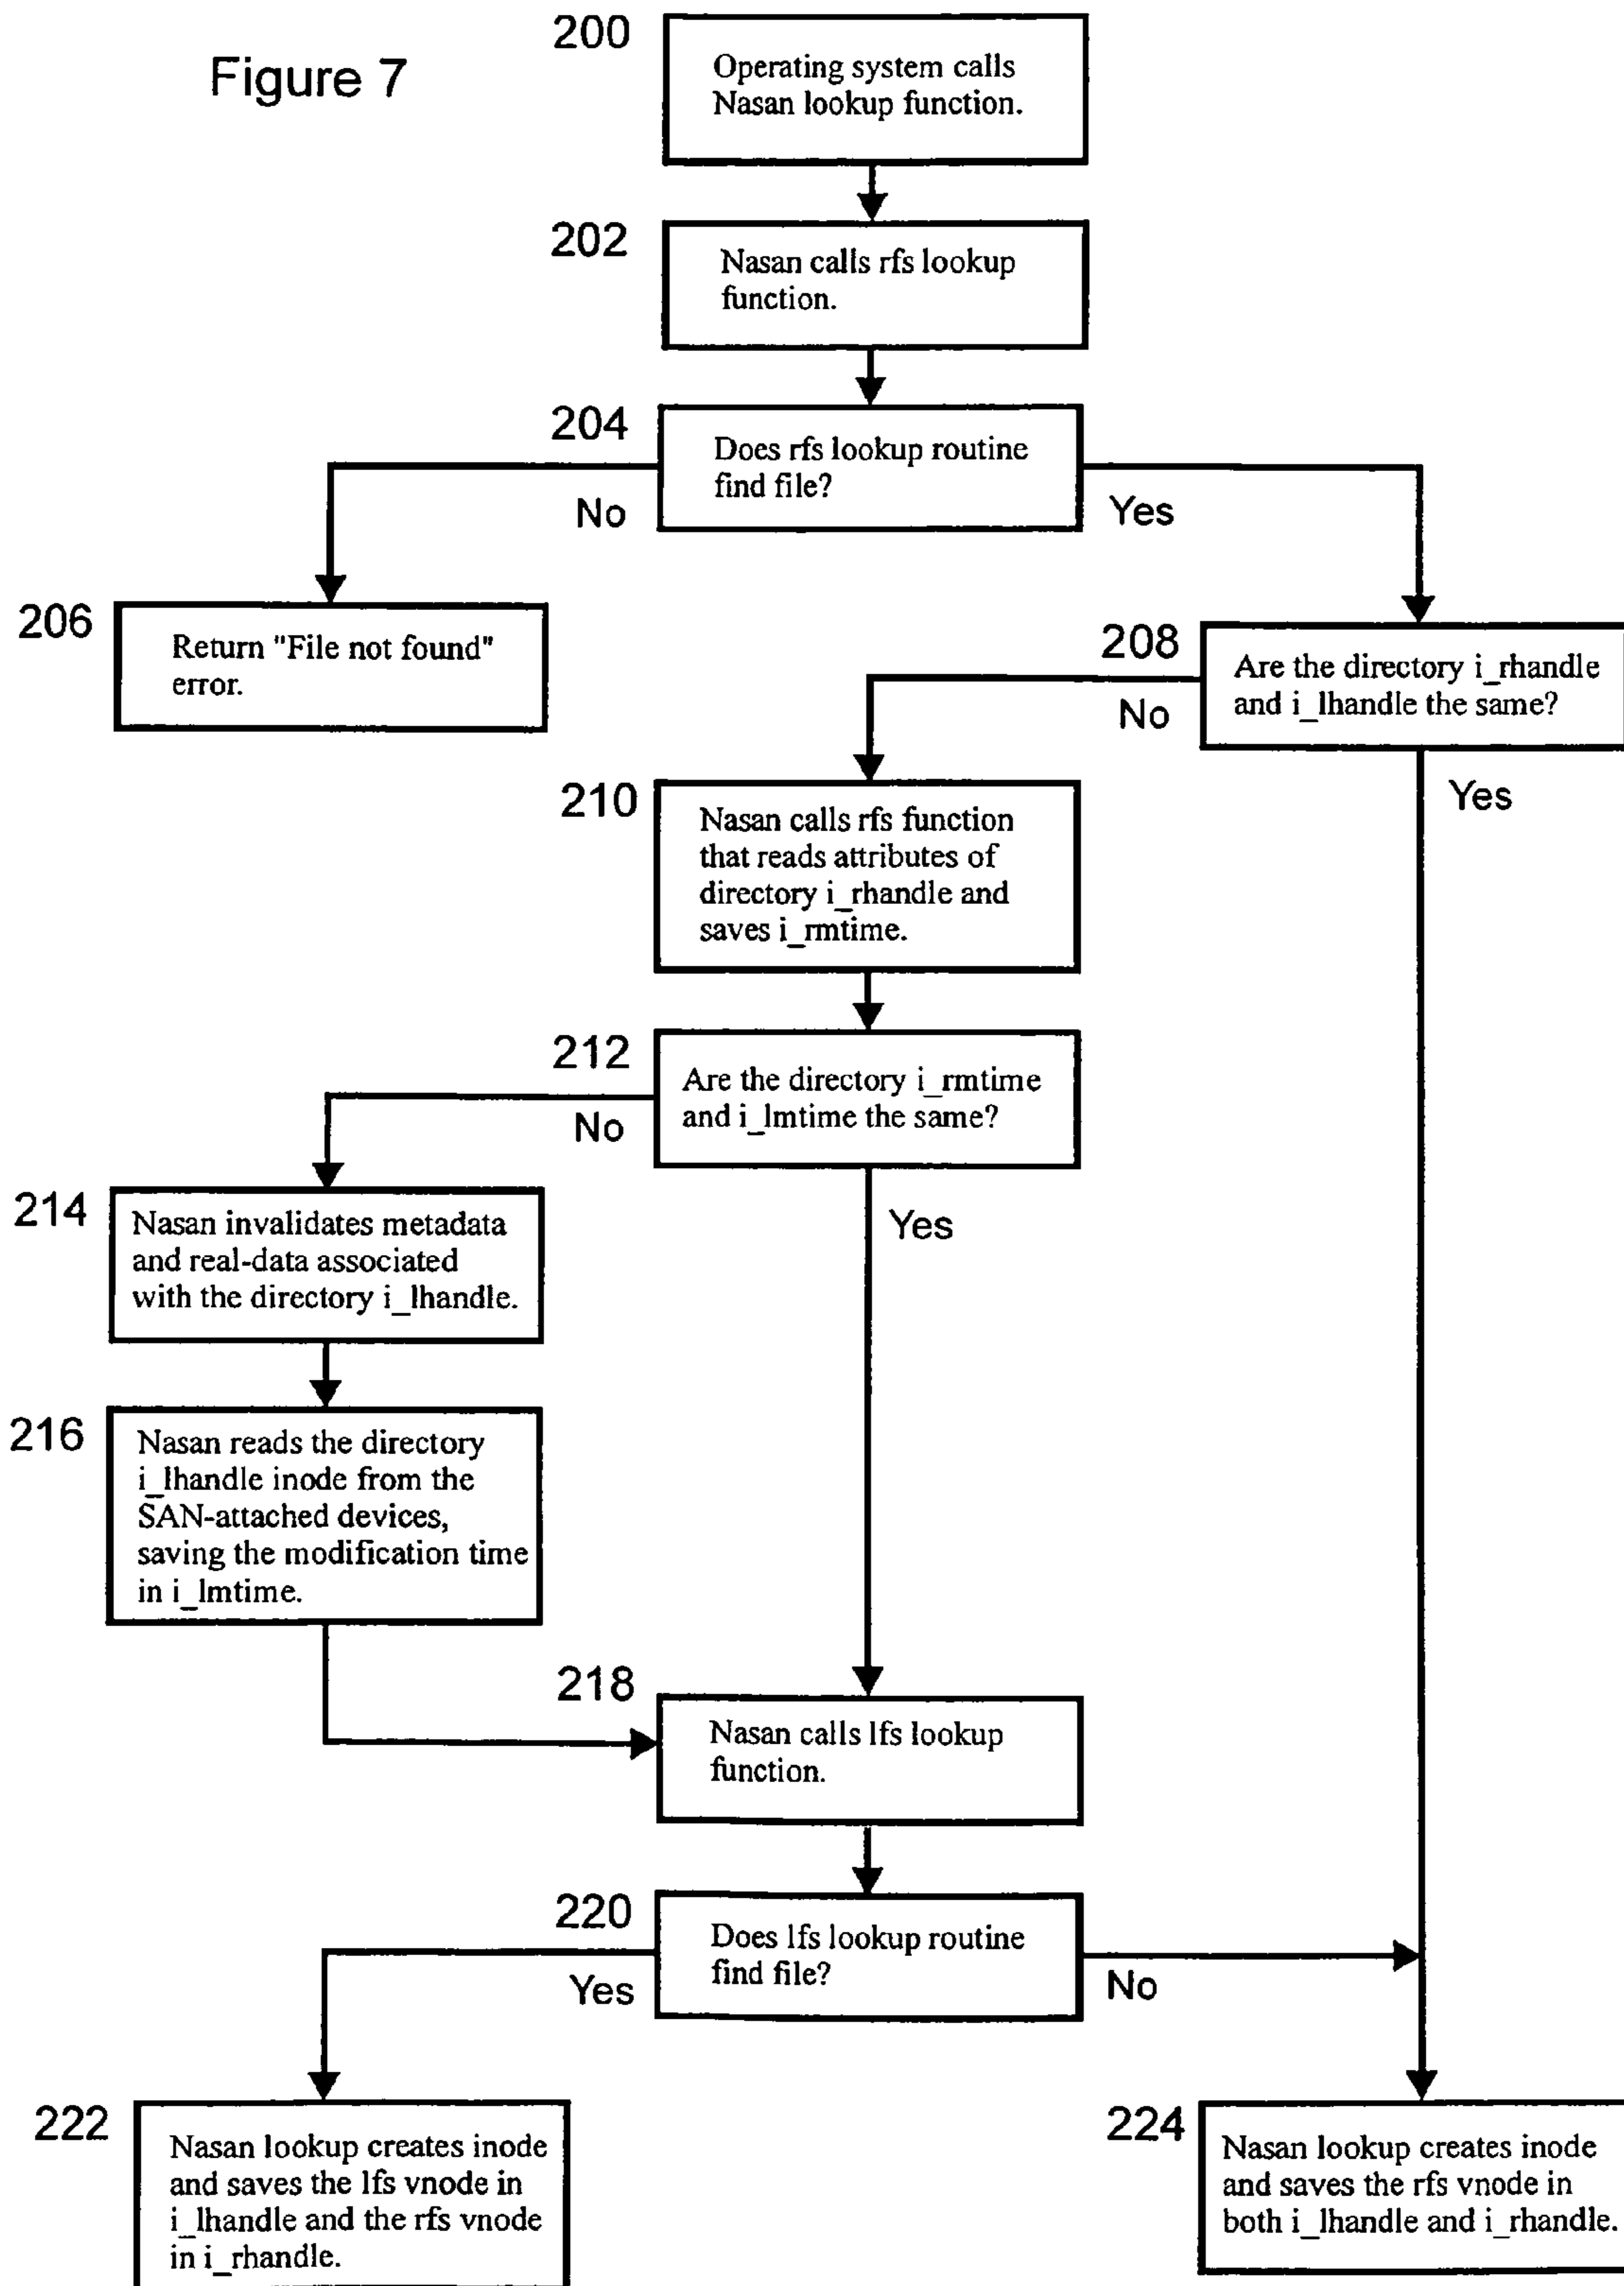 Figure 7
200
Operating system calls
Nasan lookup function.
202
Nasan calls rfs lookup
function.
204
Does rfs lookup routine
find file?
No
Yes
206
Return "File not found"
error.
208
Are the directory i_rhandle
and i_lhandle the same?
No
Yes
210
Nasan calls rfs function
that reads attributes of
directory i_rhandle and
saves i_rmtime.
212
Are the directory i_rmtime
and i_lmtime the same?
No
Yes
214
Nasan invalidates metadata
and real-data associated
with the directory i_lhandle.
216
Nasan reads the directory
i_lhandle inode from the
SAN-attached devices,
saving the modification time
in i_lmtime.
218
Nasan calls lfs lookup
function.
220
Does lfs lookup routine
find file?
Yes
No
222
Nasan lookup creates inode
and saves the lfs vnode in
i_lhandle and the rfs vnode
in i_rhandle.
224
Nasan lookup creates inode
and saves the rfs vnode in
both i_lhandle and i_rhandle.